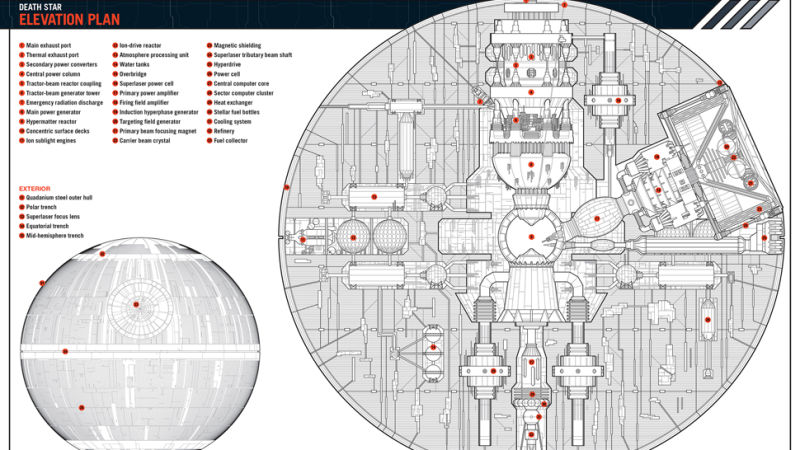 DEATH STAR
ELEVATION PLAN
Main exhaust port
Thermal exhaust port
Secondary power converters
Central power column
Tractor-beam reactor coupling
Tractor-beam generator tower
Emergency radiation discharge
Main power generator
Hypermatter reactor
Concentric surface decks
Ion sublight engines
Ion-drive reactor
Atmosphere processing unit
Water tanks
Overbridge
Superlaser power cell
Primary power amplifier
Firing field amplifier
Induction hyperphase generator
Targeting field generator
Primary beam focusing magnet
Carrier beam crystal
Magnetic shielding
Superlaser tributary beam shaft
Hyperdrive
Power cell
Central computer core
Sector computer cluster
Heat exchanger
Stellar fuel bottles
Cooling system
Refinery
Fuel collector
EXTERIOR
Quadanium steel outer hull
Polar trench
Superlaser focus lens
Equatorial trench
Mid-hemisphere trench